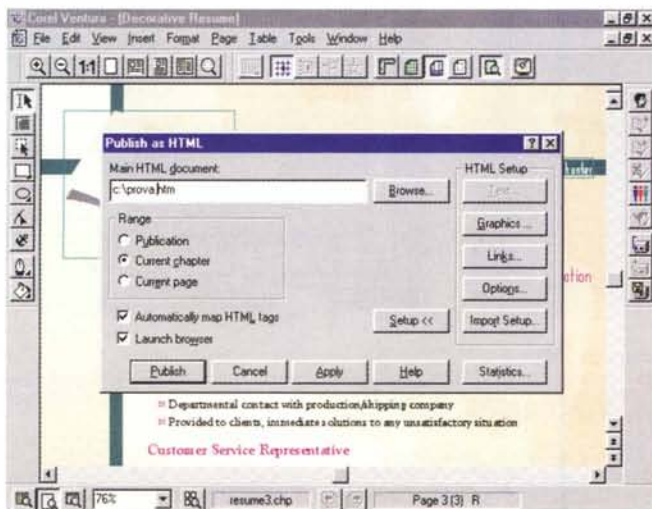 Corel Ventura - [Decorative Resume]
File Edit View Insert Format Page Table Tools Window Help
1:1
Publish as HTML
Main HTML document:
c:\prova.htm
Browse...
Range
Publication
Current chapter
Current page
Automatically map HTML tags
Launch browser
Setup <<
HTML Setup
Text...
Graphics ...
Links...
Options...
Import Setup...
Publish Cancel Apply Help Statistics...
Departmental contact with production/shipping company
Provided to clients, immediate solutions to any unsatisfactory situation
Customer Service Representative
76% resume3.chp Page 3 (3) R